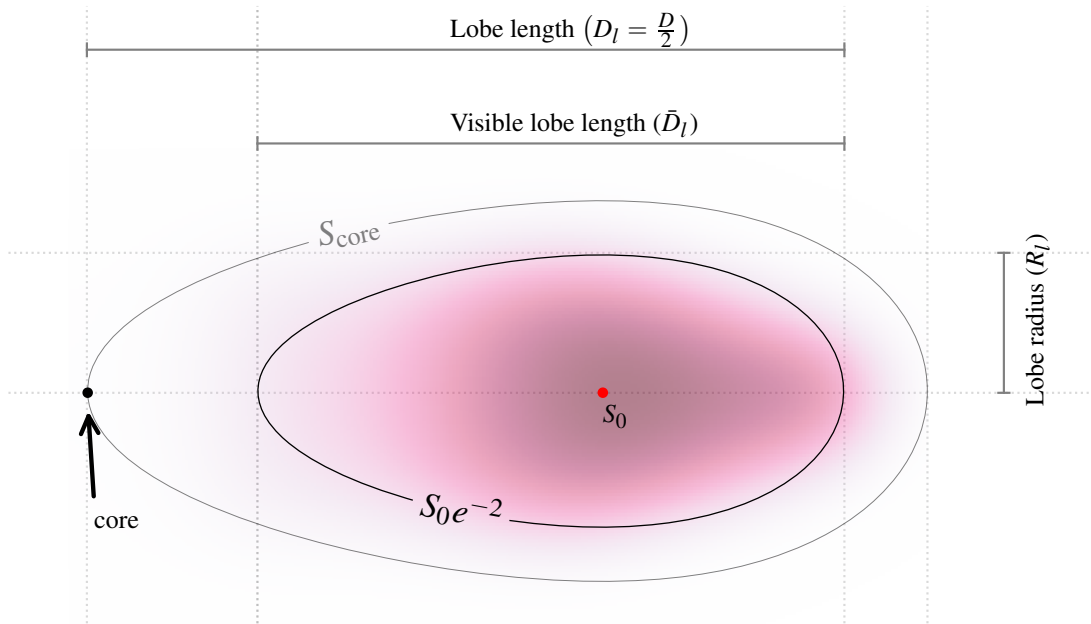 Lobe length (D_l = D/2)
Visible lobe length (D̄_l)
S_core
Lobe radius (R_l)
S_0
S_0e^{-2}
core